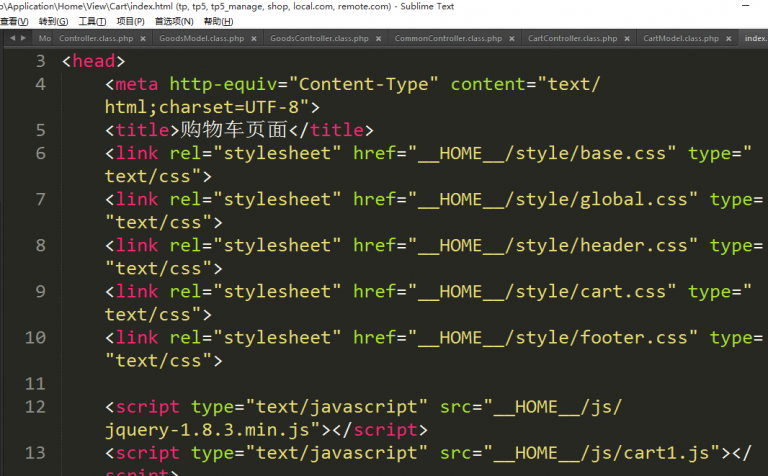 o\Application\Home\View\Cart\index.html (tp, tp5, tp5_manage, shop, local.com, remote.com) - Sublime Text
查看(V) 转到(G) 工具(T) 项目(P) 首选项(N) 帮助(H)
Mo Controller.class.php × GoodsModel.class.php × GoodsController.class.php × CommonController.class.php × CartController.class.php × CartModel.class.php × index.
3 <head>
4 <meta http-equiv="Content-Type" content="text/
html;charset=UTF-8">
5 <title>购物车页面</title>
6 <link rel="stylesheet" href="__HOME__/style/base.css" type="
text/css">
7 <link rel="stylesheet" href="__HOME__/style/global.css" type=
"text/css">
8 <link rel="stylesheet" href="__HOME__/style/header.css" type=
"text/css">
9 <link rel="stylesheet" href="__HOME__/style/cart.css" type="
text/css">
10 <link rel="stylesheet" href="__HOME__/style/footer.css" type=
"text/css">
11
12 <script type="text/javascript" src="__HOME__/js/
jquery-1.8.3.min.js"></script>
13 <script type="text/javascript" src="__HOME__/js/cart1.js"></
script>